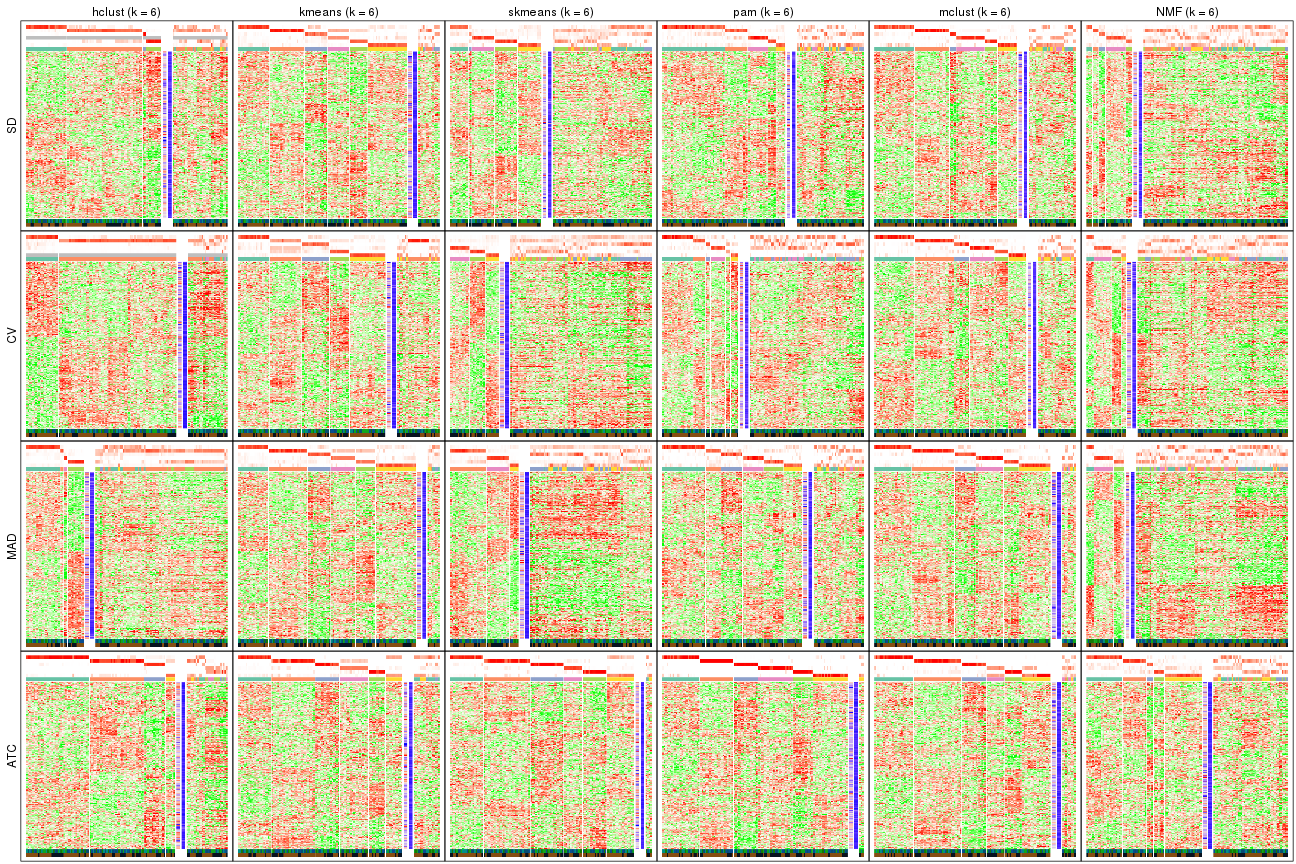 hclust (k = 6) kmeans (k = 6) skmeans (k = 6) pam (k = 6) mclust (k = 6) NMF (k = 6)
SD
CV
MAD
ATC